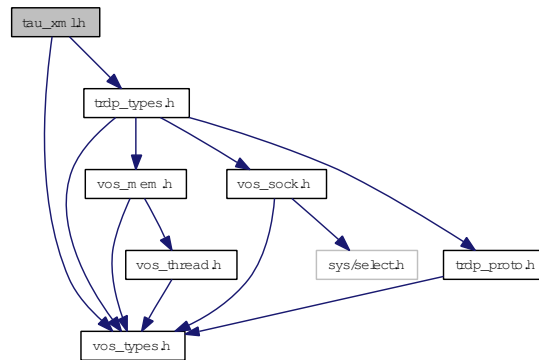 tau_xml.h
trdp_types.h
vos_mem.h
vos_sock.h
vos_thread.h
sys/select.h
trdp_proto.h
vos_types.h